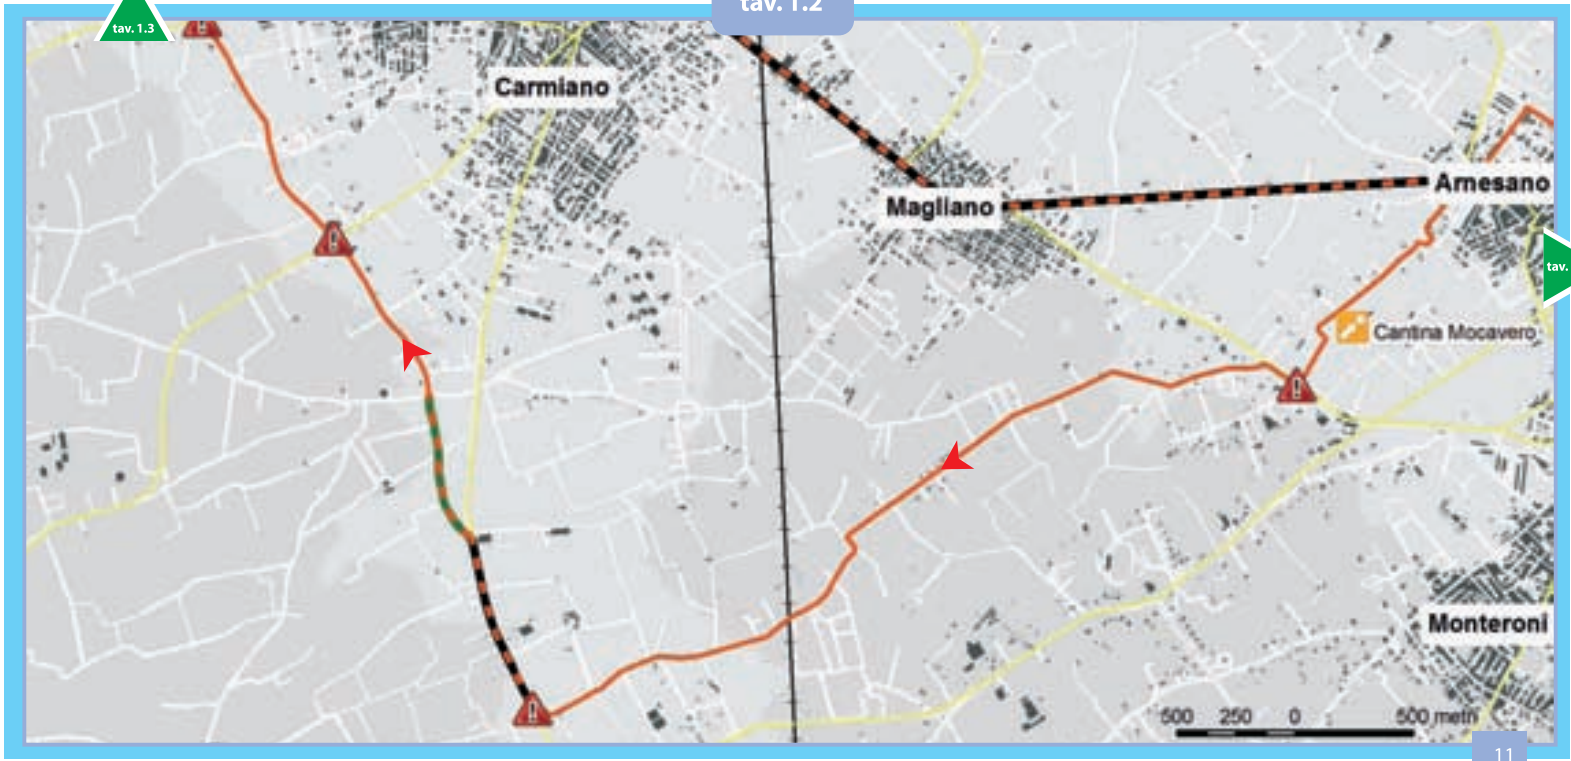 tav. 1.2
tav. 1.3
Carmiano
Magliano
Arnesano
tav.
Cantina Mocavero
Monteroni
500 250 0 500 metri
11